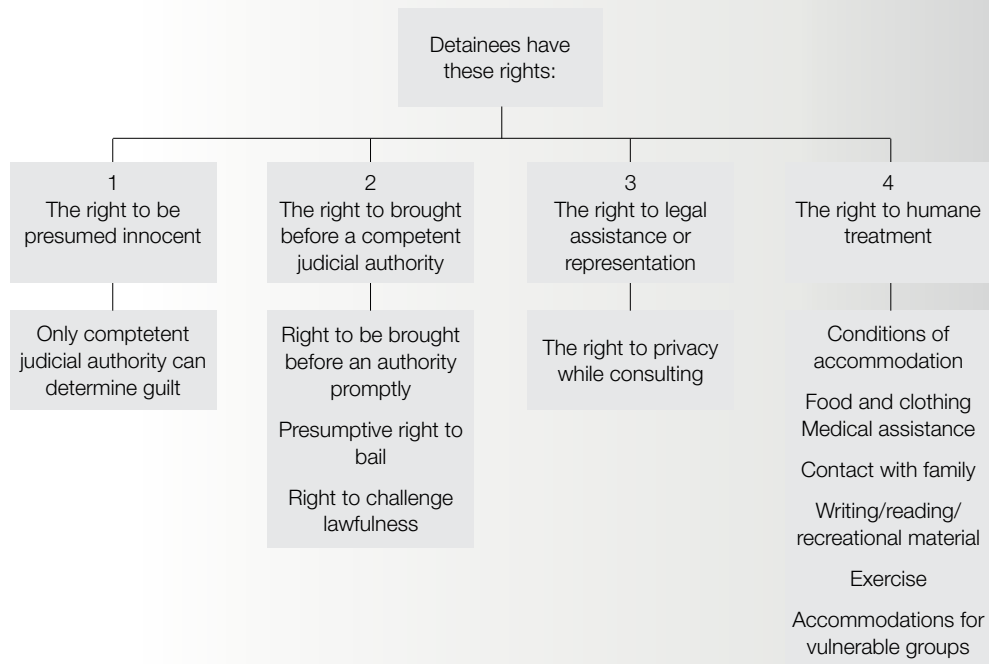 Detainees have
these rights:
1
The right to be
presumed innocent
Only comptetent
judicial authority can
determine guilt
2
The right to brought
before a competent
judicial authority
Right to be brought
before an authority
promptly
Presumptive right to
bail
Right to challenge
lawfulness
3
The right to legal
assistance or
representation
The right to privacy
while consulting
4
The right to humane
treatment
Conditions of
accommodation
Food and clothing
Medical assistance
Contact with family
Writing/reading/
recreational material
Exercise
Accommodations for
vulnerable groups